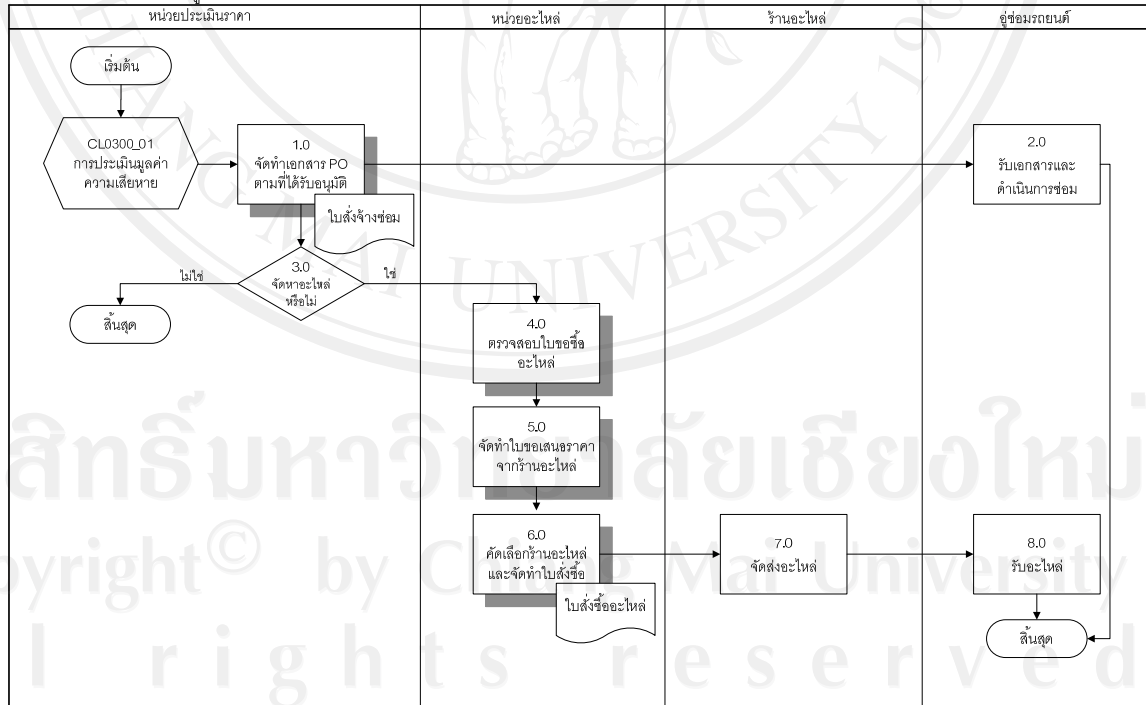 หน่วยประเมินราคา
หน่วยอะไหล่
ร้านอะไหล่
อู่ซ่อมรถยนต์
เริ่มต้น
CL0300_01
การประเมินมูลค่า
ความเสียหาย
1.0
จัดทำเอกสาร PO
ตามที่ได้รับอนุมัติ
ใบสั่งจ้างซ่อม
2.0
รับเอกสารและ
ดำเนินการซ่อม
3.0
จัดหาอะไหล่
หรือไม่
ไม่ใช่
ใช่
สิ้นสุด
4.0
ตรวจสอบใบขอซื้อ
อะไหล่
5.0
จัดทำใบขอเสนอราคา
จากร้านอะไหล่
6.0
คัดเลือกร้านอะไหล่
และจัดทำใบสั่งซื้อ
ใบสั่งซื้ออะไหล่
7.0
จัดส่งอะไหล่
8.0
รับอะไหล่
สิ้นสุด
HANG MAI UNIVERSITY 19
สิทธิ์มหาวิทยาลัยเชียงใหม่
pyright © by Chiang Mai University
l rights reserved